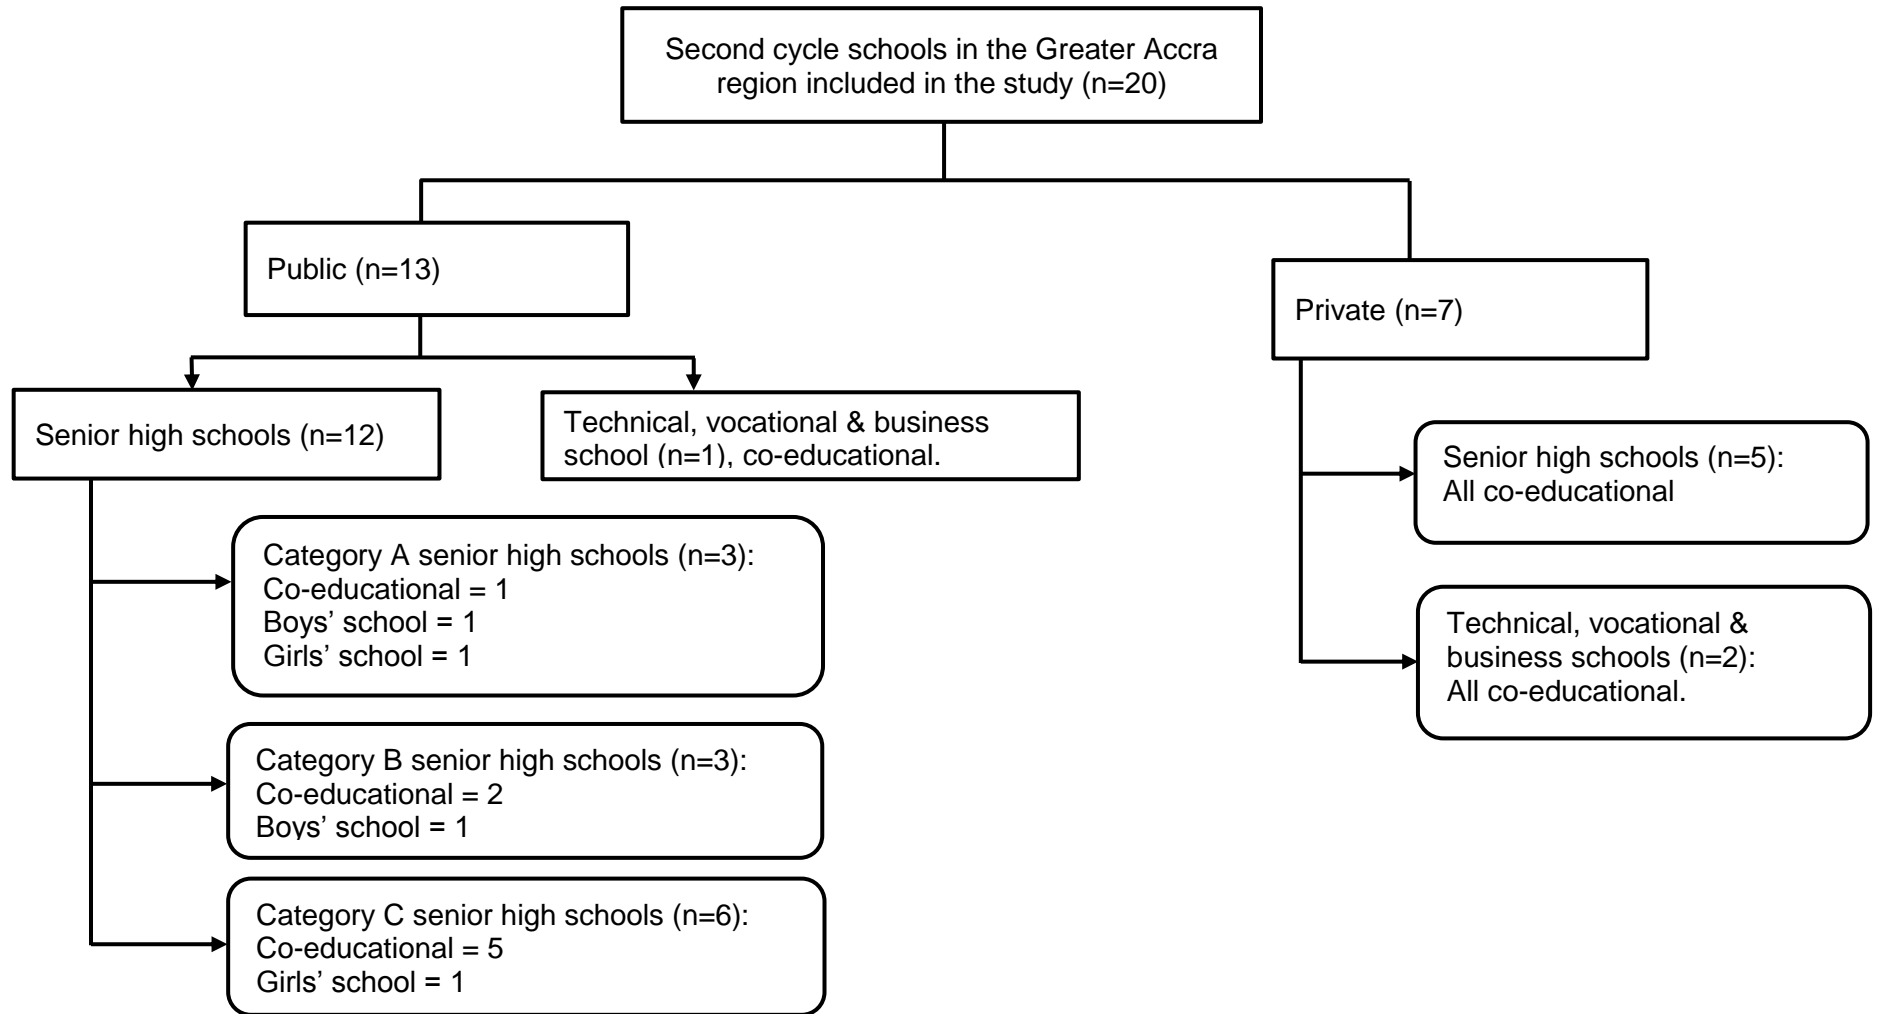 Second cycle schools in the Greater Accra
region included in the study (n=20)
Public (n=13)
Private (n=7)
Senior high schools (n=12)
Technical, vocational & business
school (n=1), co-educational.
Senior high schools (n=5):
All co-educational
Category A senior high schools (n=3):
Co-educational = 1
Boys’ school = 1
Girls’ school = 1
Technical, vocational &
business schools (n=2):
All co-educational.
Category B senior high schools (n=3):
Co-educational = 2
Boys’ school = 1
Category C senior high schools (n=6):
Co-educational = 5
Girls’ school = 1